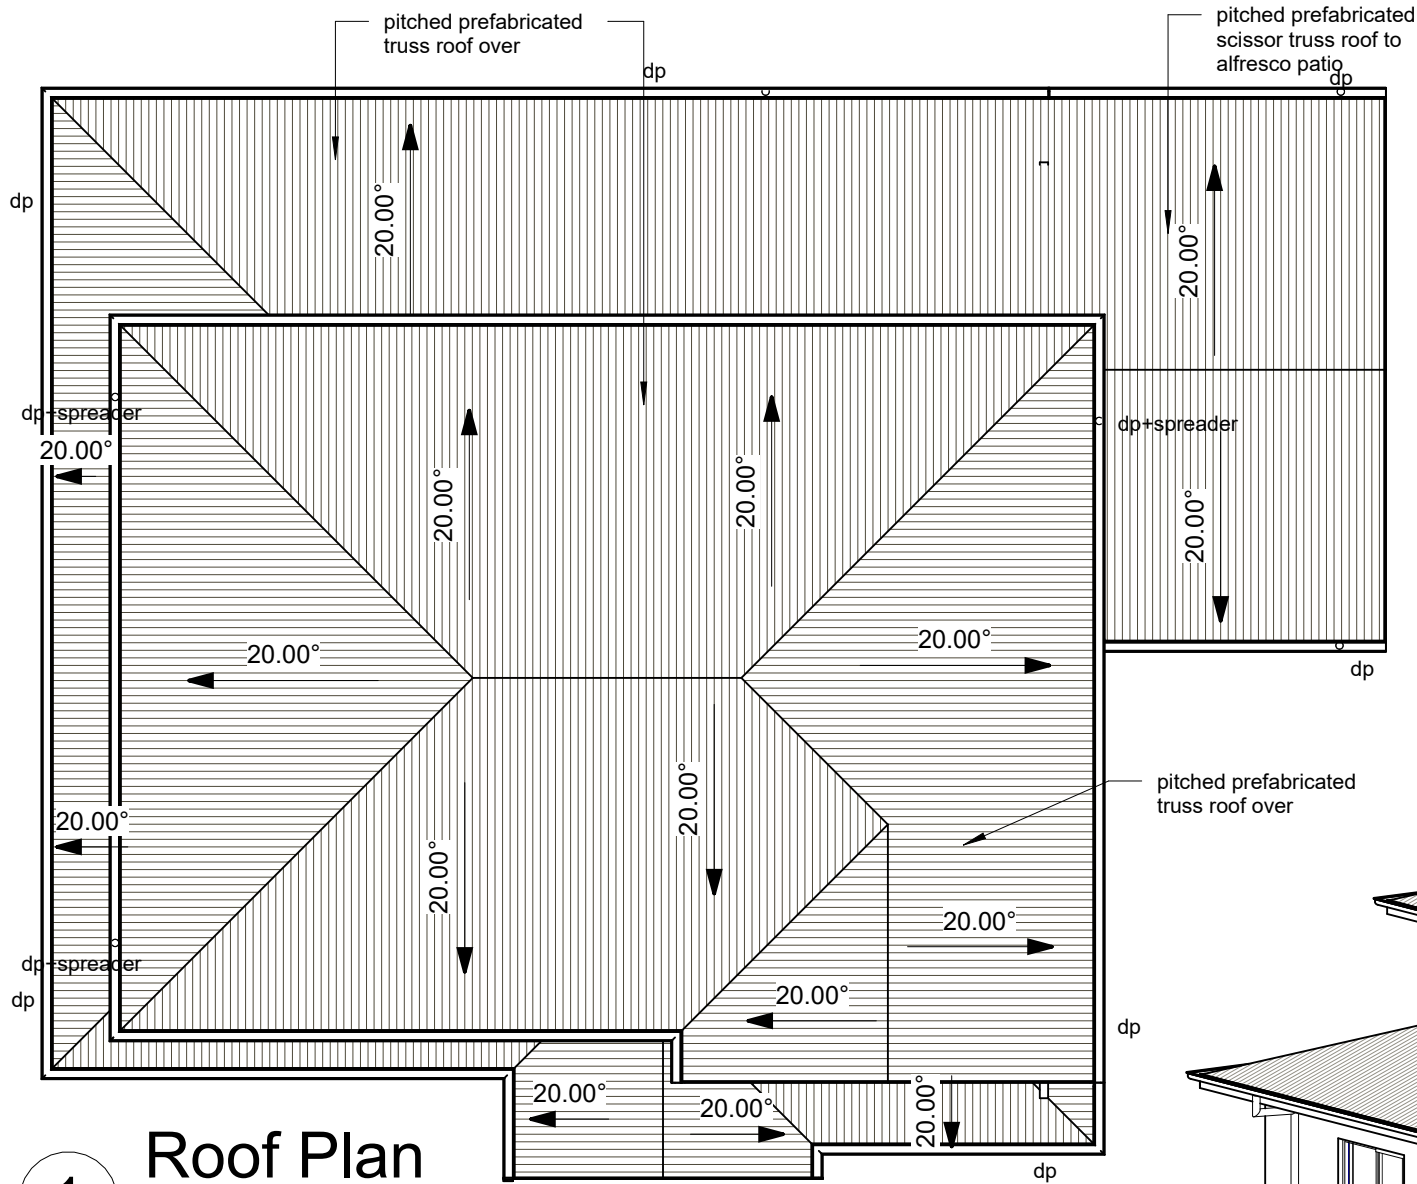 pitched prefabricated
truss roof over
pitched prefabricated
scissor truss roof to
alfresco patio
dp
dp
dp
20.00°
20.00°
dp+spreader
20.00°
dp+spreader
20.00°
20.00°
20.00°
20.00°
20.00°
dp
20.00°
pitched prefabricated
truss roof over
20.00°
20.00°
20.00°
20.00°
dp+spreader
dp
20.00°
dp
20.00°
20.00°
20.00°
dp
Roof Plan